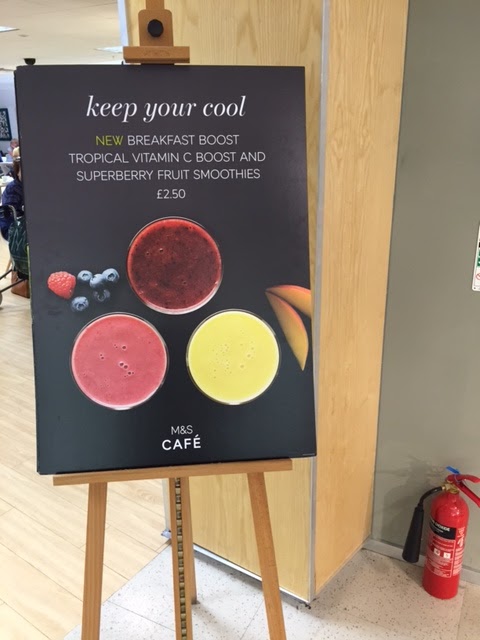 keep your cool
NEW BREAKFAST BOOST
TROPICAL VITAMIN C BOOST AND
SUPERBERRY FRUIT SMOOTHIES
£2.50
M&S
CAFÉ